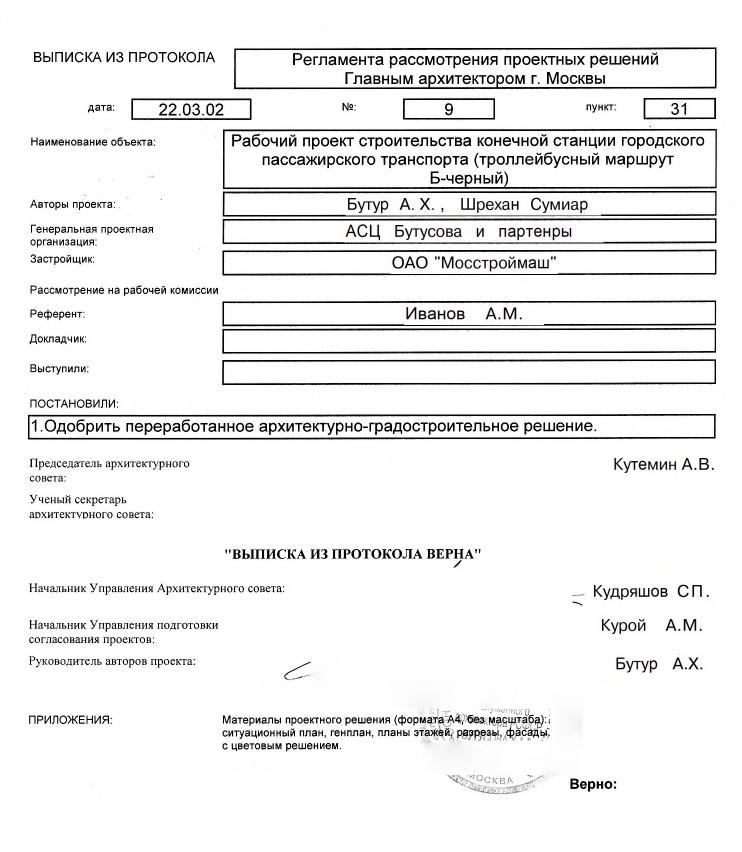 ВЫПИСКА ИЗ ПРОТОКОЛА
Регламента рассмотрения проектных решений
Главным архитектором г. Москвы
дата: 22.03.02 №: 9 пункт: 31
Наименование объекта:
Рабочий проект строительства конечной станции городского
пассажирского транспорта (троллейбусный маршрут
Б-черный)
Авторы проекта: Бутур А. Х. , Шрехан Сумиар
Генеральная проектная
организация:
АСЦ Бутусова и партенры
Застройщик: ОАО "Мосстроймаш"
Рассмотрение на рабочей комиссии
Референт: Иванов А.М.
Докладчик:
Выступили:
ПОСТАНОВИЛИ:
1.Одобрить переработанное архитектурно-градостроительное решение.
Председатель архитектурного
совета:
Кутемин А.В.
Ученый секретарь
архитектурного совета:
"ВЫПИСКА ИЗ ПРОТОКОЛА ВЕРНА"
Начальник Управления Архитектурного совета: Кудряшов СП.
Начальник Управления подготовки
согласования проектов:
Курой А.М.
Руководитель авторов проекта: Бутур А.Х.
ПРИЛОЖЕНИЯ:
Материалы проектного решения (формата А4, без масштаба):
ситуационный план, генплан, планы этажей, разрезы, фасады,
с цветовым решением.
МОСКВА
Верно: